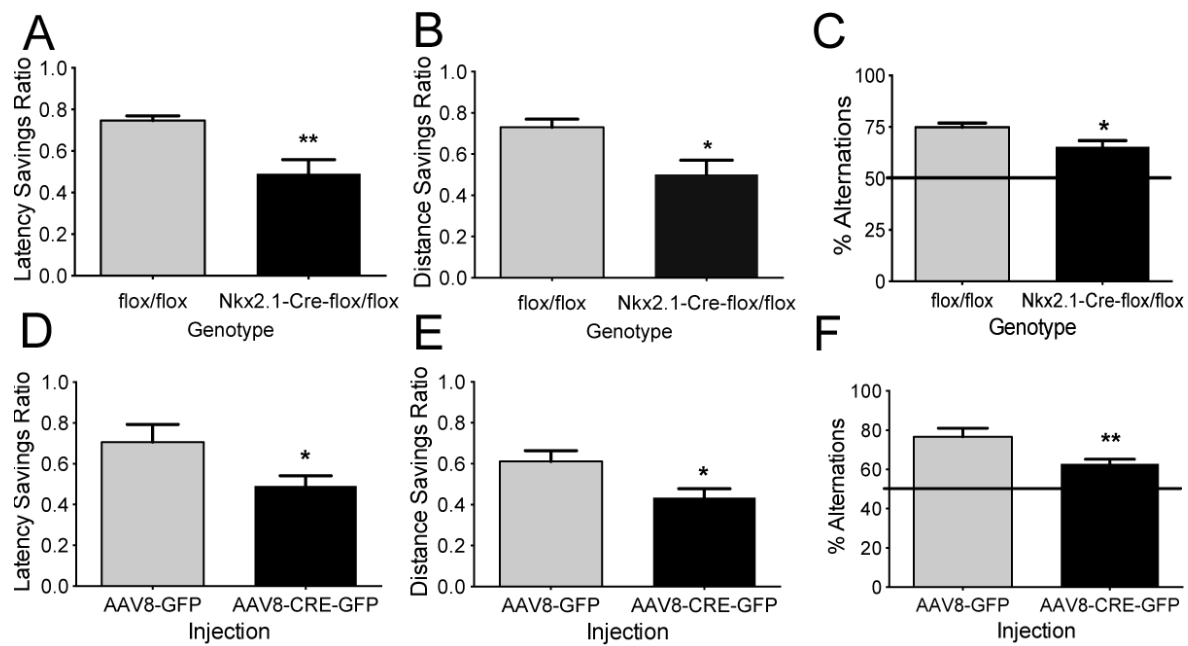 A
Latency Savings Ratio
1.0
0.8
0.6
0.4
0.2
0.0
**
flox/flox
Nkx2.1-Cre-flox/flox
Genotype
B
Distance Savings Ratio
1.0
0.8
0.6
0.4
0.2
0.0
*
flox/flox
Nkx2.1-Cre-flox/flox
Genotype
C
% Alternations
100
75
50
25
0
*
flox/flox
Nkx2.1-Cre-flox/flox
Genotype
D
Latency Savings Ratio
1.0
0.8
0.6
0.4
0.2
0.0
*
AAV8-GFP
AAV8-CRE-GFP
Injection
E
Distance Savings Ratio
1.0
0.8
0.6
0.4
0.2
0.0
*
AAV8-GFP
AAV8-CRE-GFP
Injection
F
% Alternations
100
80
60
40
20
0
**
AAV8-GFP
AAV8-CRE-GFP
Injection